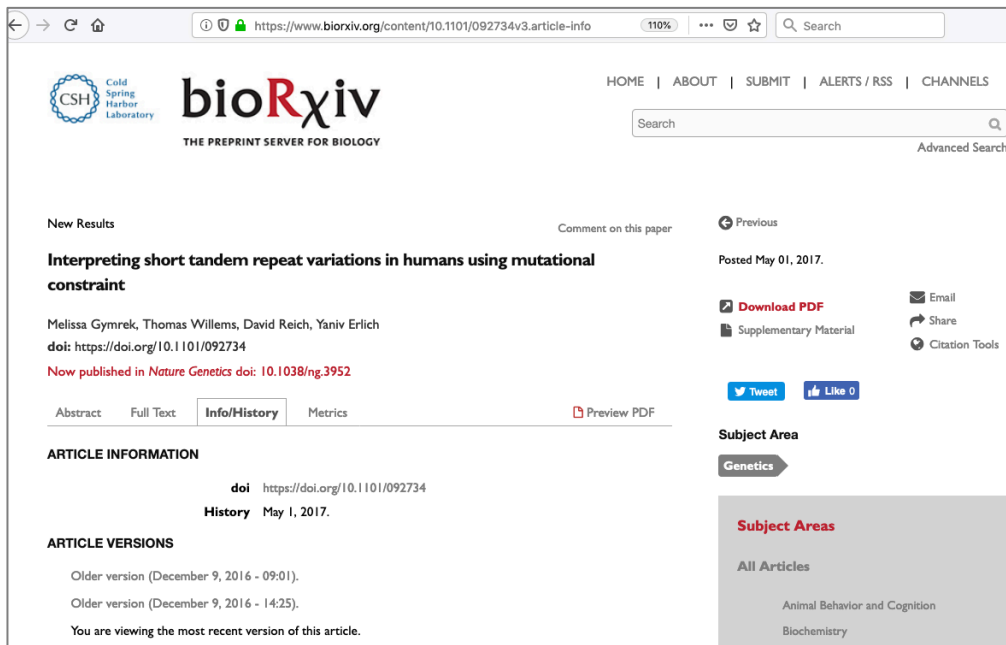 https://www.biorxiv.org/content/10.1101/092734v3.article-info
110%
Search
CSH
Cold
Spring
Harbor
Laboratory
bioRxiv
THE PREPRINT SERVER FOR BIOLOGY
HOME | ABOUT | SUBMIT | ALERTS / RSS | CHANNELS
Search
Advanced Search
New Results
Comment on this paper
Interpreting short tandem repeat variations in humans using mutational
constraint
Melissa Gymrek, Thomas Willems, David Reich, Yaniv Erlich
doi: https://doi.org/10.1101/092734
Now published in Nature Genetics doi: 10.1038/ng.3952
Abstract Full Text Info/History Metrics Preview PDF
ARTICLE INFORMATION
doi https://doi.org/10.1101/092734
History May 1, 2017.
ARTICLE VERSIONS
Older version (December 9, 2016 - 09:01).
Older version (December 9, 2016 - 14:25).
You are viewing the most recent version of this article.
Previous
Posted May 01, 2017.
Download PDF
Supplementary Material
Email
Share
Citation Tools
Tweet
Like 0
Subject Area
Genetics
Subject Areas
All Articles
Animal Behavior and Cognition
Biochemistry